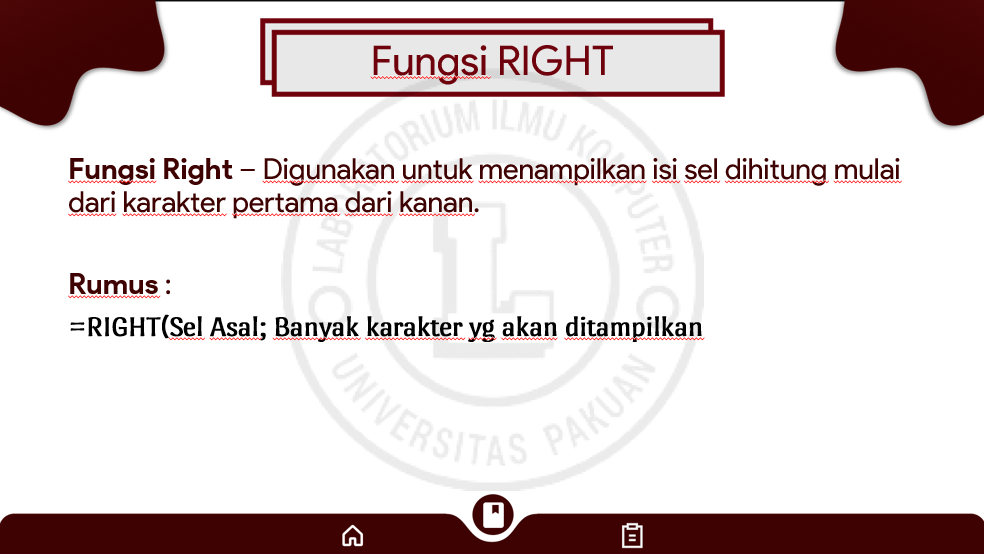 Fungsi RIGHT
Fungsi Right – Digunakan untuk menampilkan isi sel dihitung mulai
dari karakter pertama dari kanan.
Rumus :
=RIGHT(Sel Asal; Banyak karakter yg akan ditampilkan
LABORATORIUM ILMU KOMPUTER
UNIVERSITAS PAKUAN